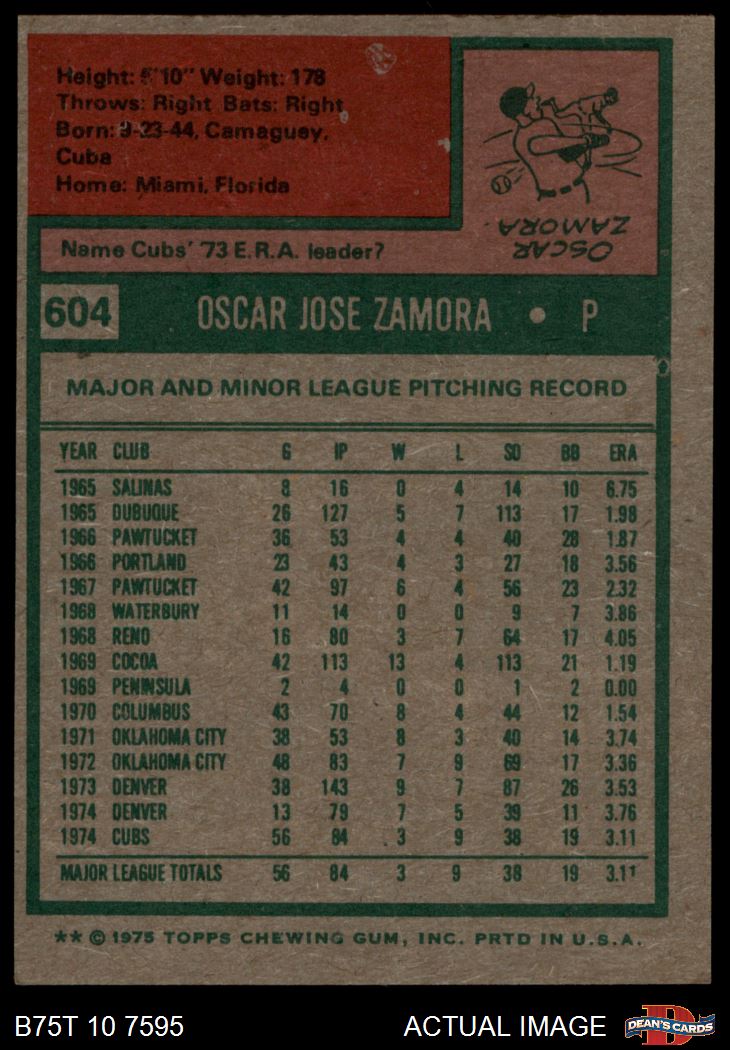 Height: 5'10" Weight: 178
Throws: Right Bats: Right
Born: 9-23-44, Camaguey,
Cuba
Home: Miami, Florida
OSCAR
ZAMORA
Name Cubs' '73 E.R.A. leader?
604 OSCAR JOSE ZAMORA • P
MAJOR AND MINOR LEAGUE PITCHING RECORD
YEAR CLUB G IP W L SO BB ERA
1965 SALINAS 8 16 0 4 14 10 6.75
1965 DUBUQUE 26 127 5 7 113 17 1.98
1966 PAWTUCKET 36 53 4 4 40 28 1.87
1966 PORTLAND 23 43 4 3 27 18 3.56
1967 PAWTUCKET 42 97 6 4 56 23 2.32
1968 WATERBURY 11 14 0 0 9 7 3.86
1968 RENO 16 80 3 7 64 17 4.05
1969 COCOA 42 113 13 4 113 21 1.19
1969 PENINSULA 2 4 0 0 1 2 0.00
1970 COLUMBUS 43 70 8 4 44 12 1.54
1971 OKLAHOMA CITY 38 53 8 3 40 14 3.74
1972 OKLAHOMA CITY 48 83 7 9 69 17 3.36
1973 DENVER 38 143 9 7 87 26 3.53
1974 DENVER 13 79 7 5 39 11 3.76
1974 CUBS 56 84 3 9 38 19 3.11
MAJOR LEAGUE TOTALS 56 84 3 9 38 19 3.11
** © 1975 TOPPS CHEWING GUM, INC. PRTD IN U.S.A.
B75T 10 7595 ACTUAL IMAGE D DEAN'S CARDS